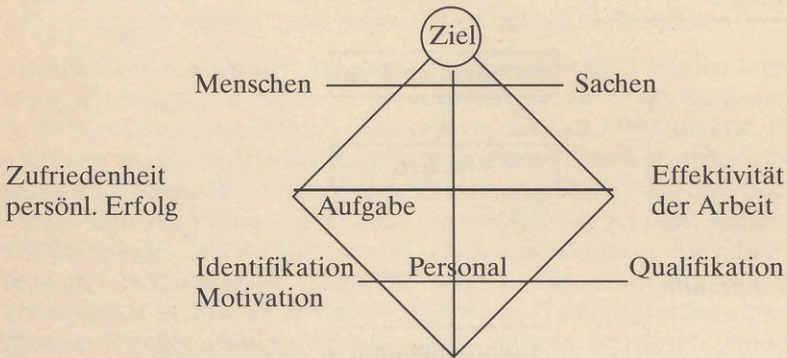 Ziel
Menschen Sachen
Zufriedenheit Effektivität
persönl. Erfolg Aufgabe der Arbeit
Identifikation Personal Qualifikation
Motivation